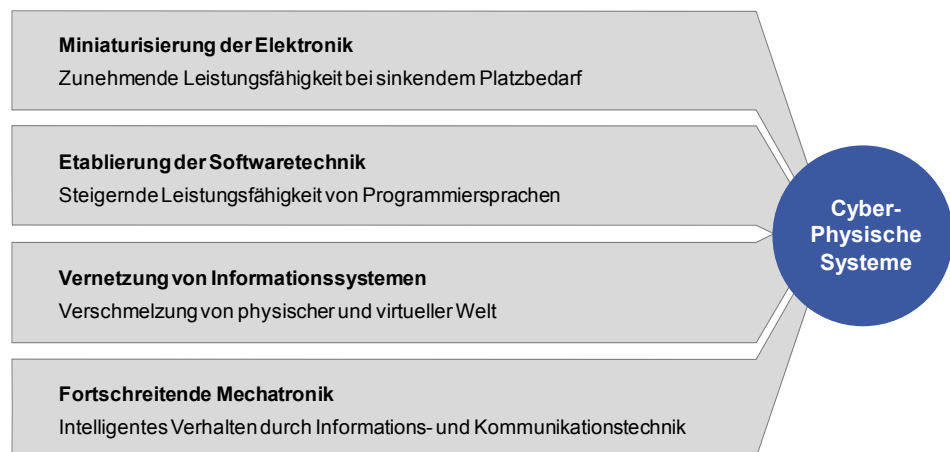 Miniaturisierung der Elektronik
Zunehmende Leistungsfähigkeit bei sinkendem Platzbedarf
Etablierung der Softwaretechnik
Steigernde Leistungsfähigkeit von Programmiersprachen
Vernetzung von Informationssystemen
Verschmelzung von physischer und virtueller Welt
Fortschreitende Mechatronik
Intelligentes Verhalten durch Informations- und Kommunikationstechnik
Cyber-
Physische
Systeme